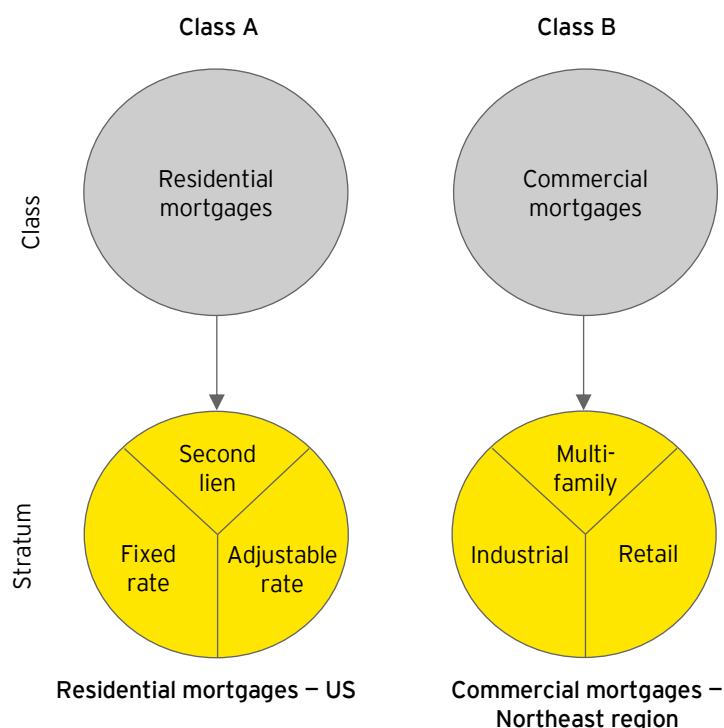 Class A
Class B
Class
Residential
mortgages
Commercial
mortgages
Stratum
Second
lien
Fixed
rate
Adjustable
rate
Multi-
family
Industrial
Retail
Residential mortgages – US
Commercial mortgages –
Northeast region